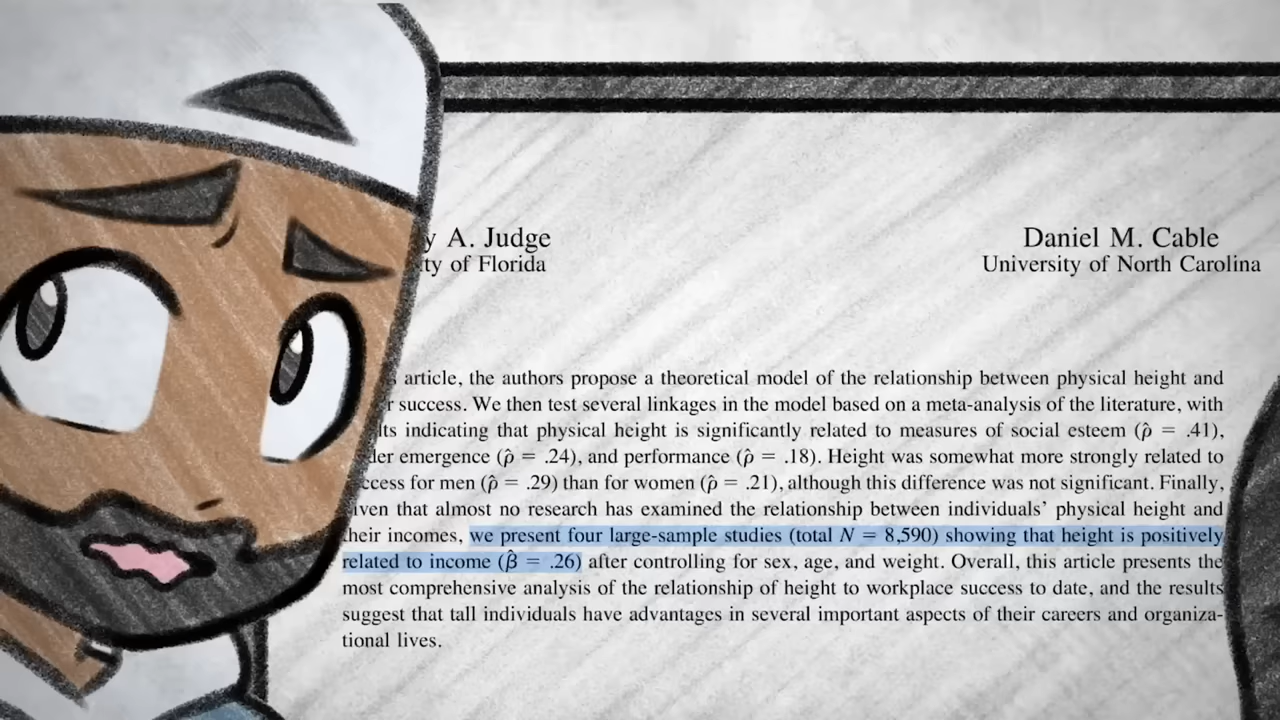 y A. Judge
ty of Florida
Daniel M. Cable
University of North Carolina
s article, the authors propose a theoretical model of the relationship between physical height and
r success. We then test several linkages in the model based on a meta-analysis of the literature, with
lts indicating that physical height is significantly related to measures of social esteem (ρ̂ = .41),
der emergence (ρ̂ = .24), and performance (ρ̂ = .18). Height was somewhat more strongly related to
ccess for men (ρ̂ = .29) than for women (ρ̂ = .21), although this difference was not significant. Finally,
iven that almost no research has examined the relationship between individuals’ physical height and
their incomes, we present four large-sample studies (total N = 8,590) showing that height is positively
related to income (β̂ = .26) after controlling for sex, age, and weight. Overall, this article presents the
most comprehensive analysis of the relationship of height to workplace success to date, and the results
suggest that tall individuals have advantages in several important aspects of their careers and organiza-
tional lives.